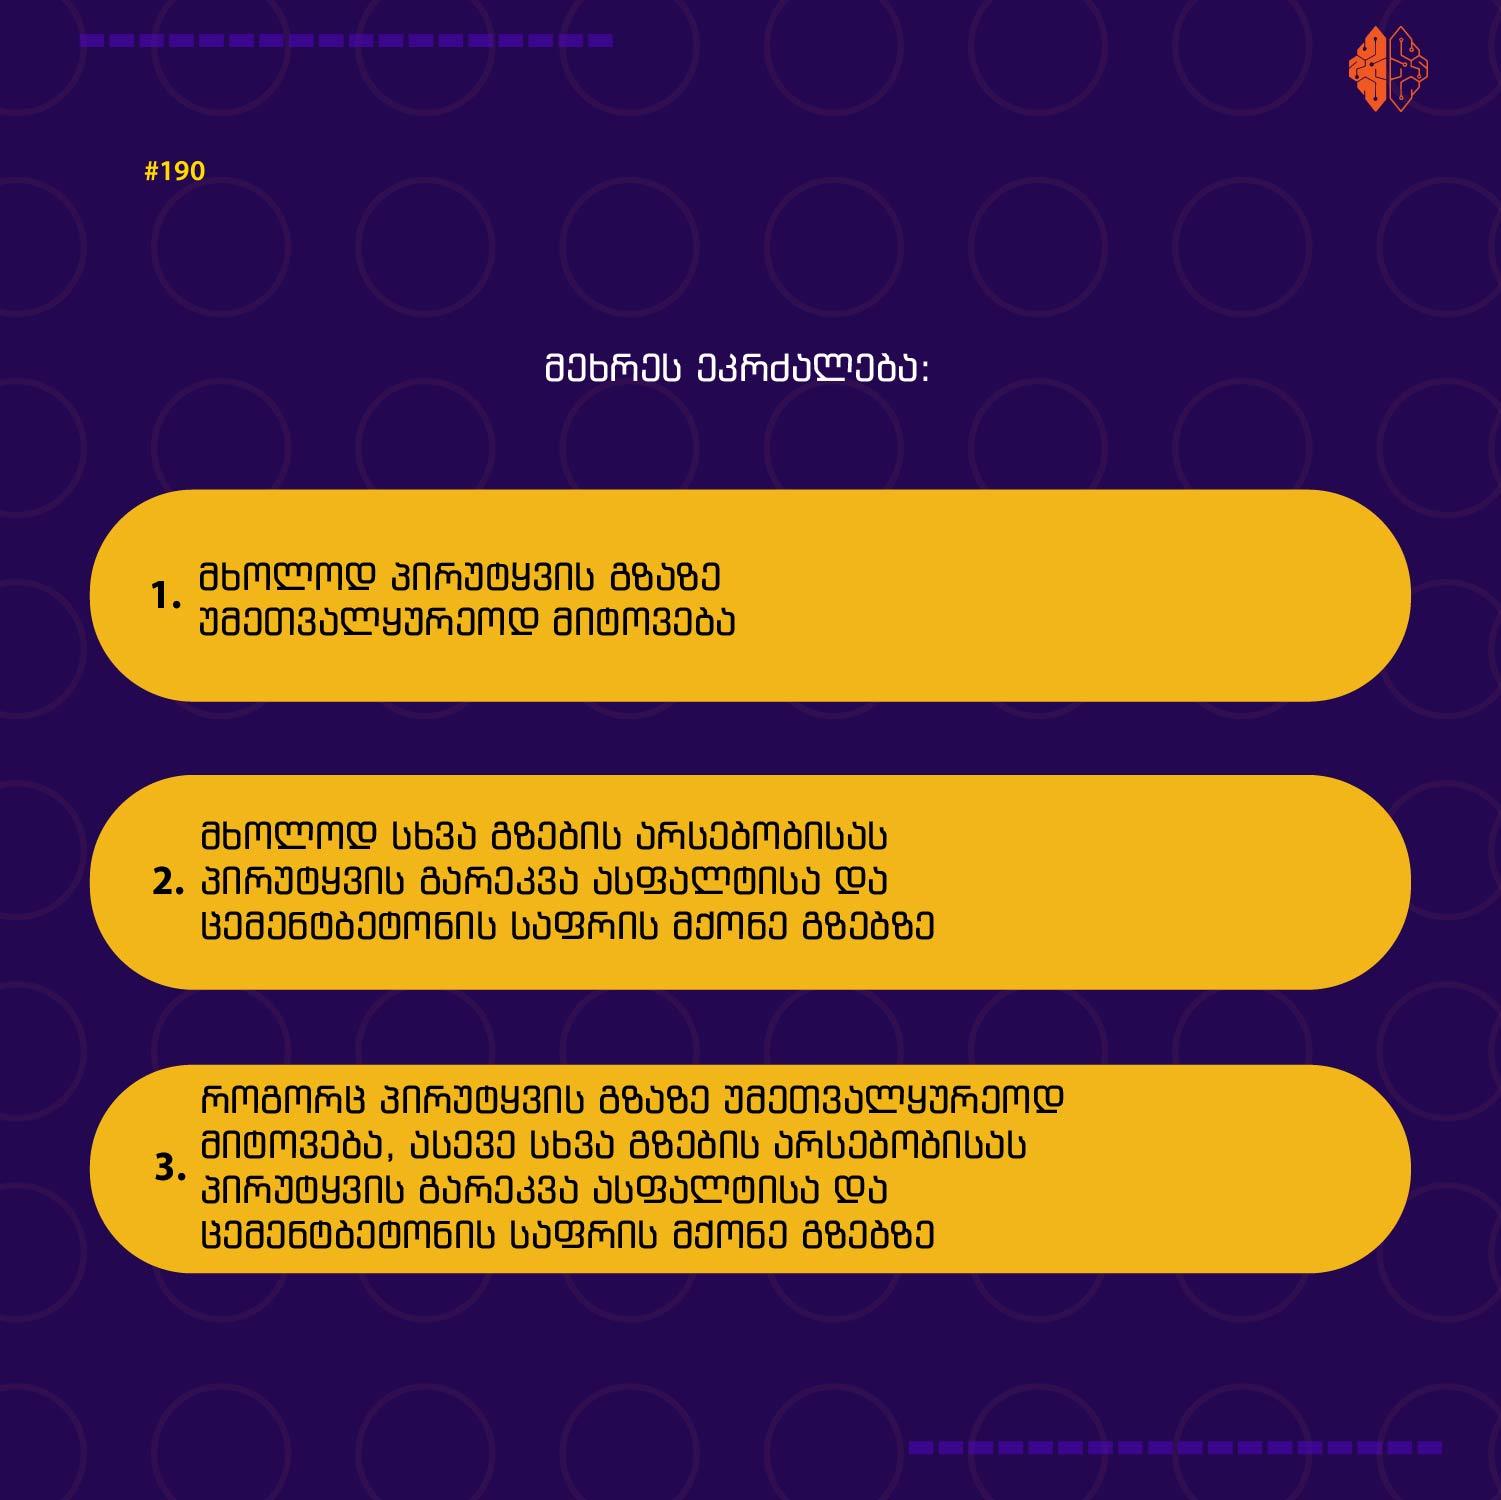 #190
მეხრეს ეკრძალება:
1. მხოლოდ პირუტყვის გზაზე
უმეთვალყურეოდ მიტოვება
მხოლოდ სხვა გზების არსებობისას
2. პირუტყვის გარეკვა ასფალტისა და
ცემენტბეტონის საფრის მქონე გზებზე
როგორც პირუტყვის გზაზე უმეთვალყურეოდ
მიტოვება, ასევე სხვა გზების არსებობისას
3. პირუტყვის გარეკვა ასფალტისა და
ცემენტბეტონის საფრის მქონე გზებზე